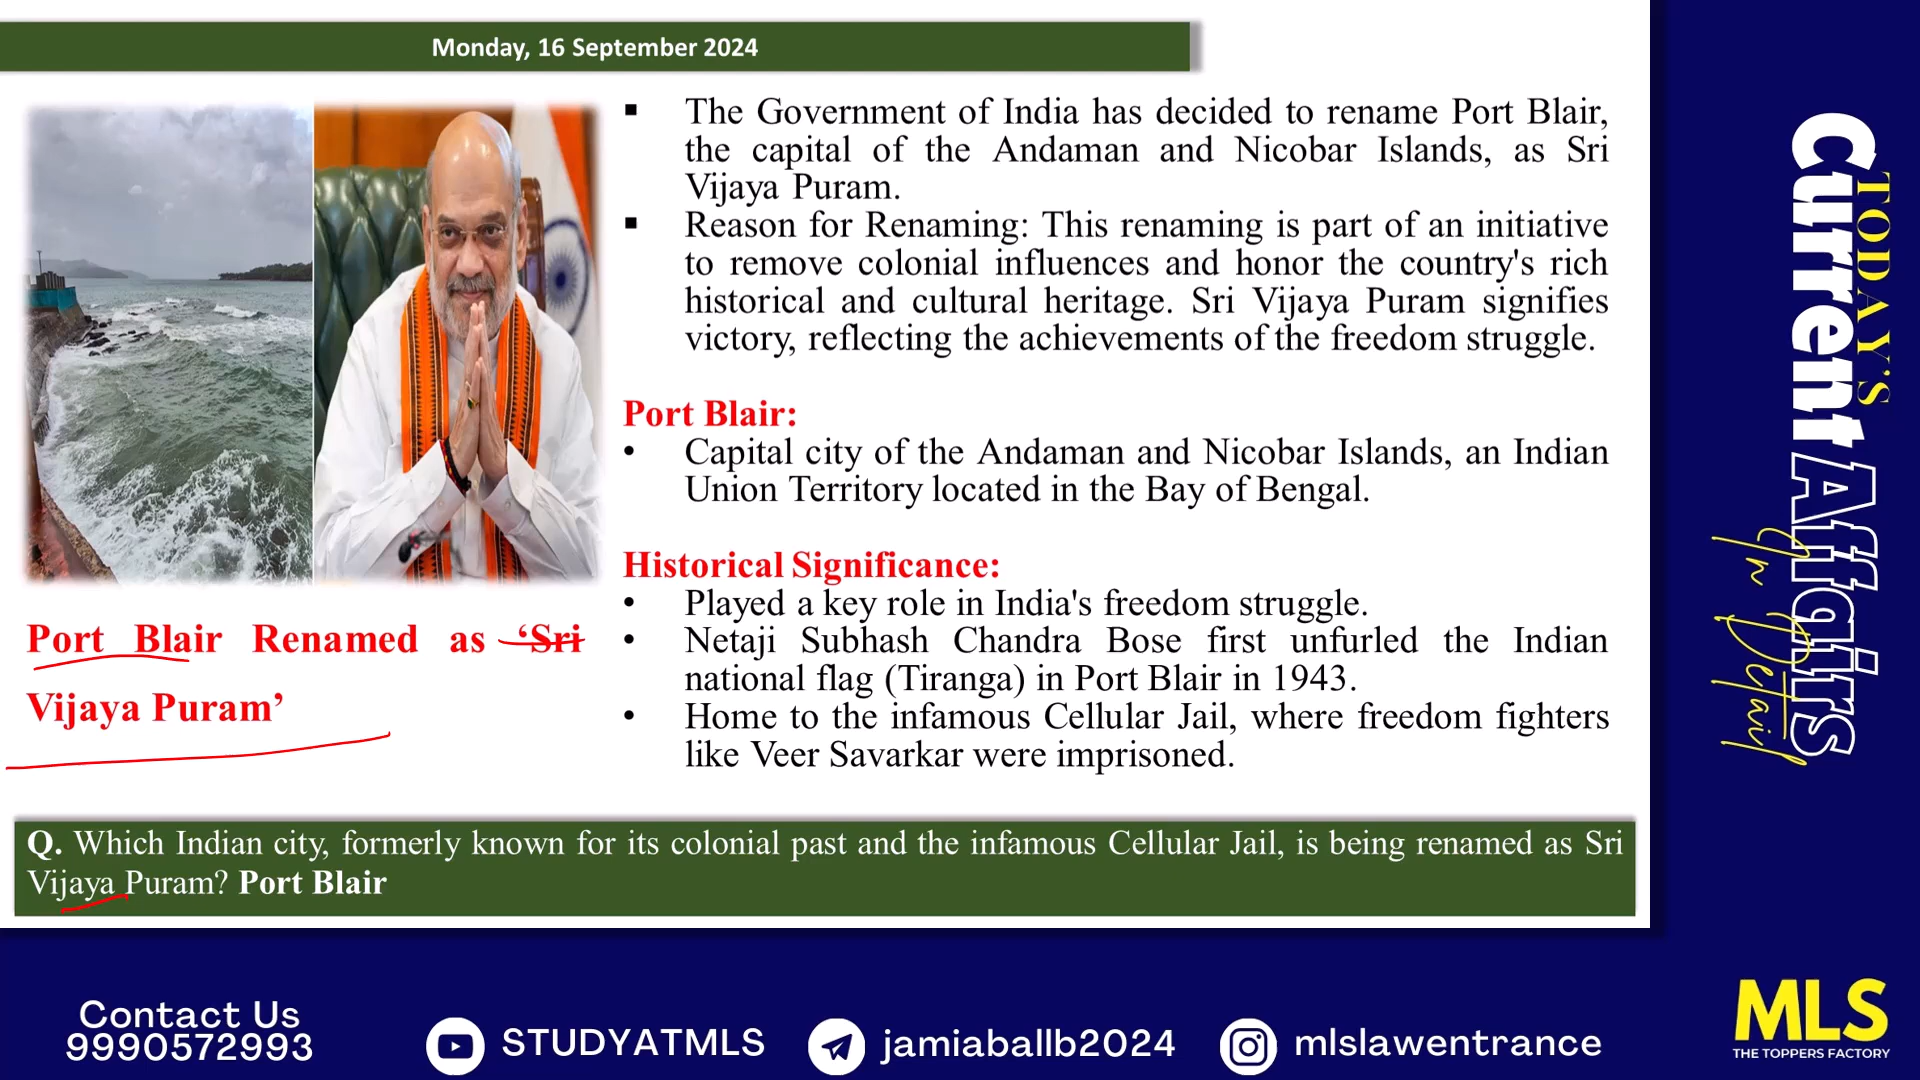 Monday, 16 September 2024
▪ The Government of India has decided to rename Port Blair,
the capital of the Andaman and Nicobar Islands, as Sri
Vijaya Puram.
▪ Reason for Renaming: This renaming is part of an initiative
to remove colonial influences and honor the country's rich
historical and cultural heritage. Sri Vijaya Puram signifies
victory, reflecting the achievements of the freedom struggle.
Port Blair:
• Capital city of the Andaman and Nicobar Islands, an Indian
Union Territory located in the Bay of Bengal.
Historical Significance:
• Played a key role in India's freedom struggle.
• Netaji Subhash Chandra Bose first unfurled the Indian
national flag (Tiranga) in Port Blair in 1943.
• Home to the infamous Cellular Jail, where freedom fighters
like Veer Savarkar were imprisoned.
Port Blair Renamed as ‘Sri
Vijaya Puram’
Q. Which Indian city, formerly known for its colonial past and the infamous Cellular Jail, is being renamed as Sri
Vijaya Puram? Port Blair
TODAY'S
Current Affairs
In Detail
Contact Us
9990572993
STUDYATMLS
jamiaballb2024
mlslawentrance
MLS
THE TOPPERS FACTORY